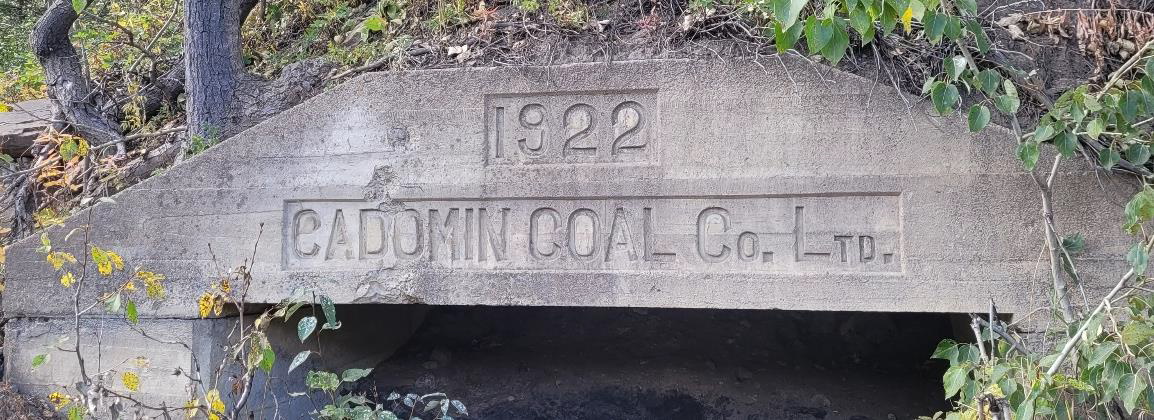 1922
CADOMIN COAL Co. LTD.